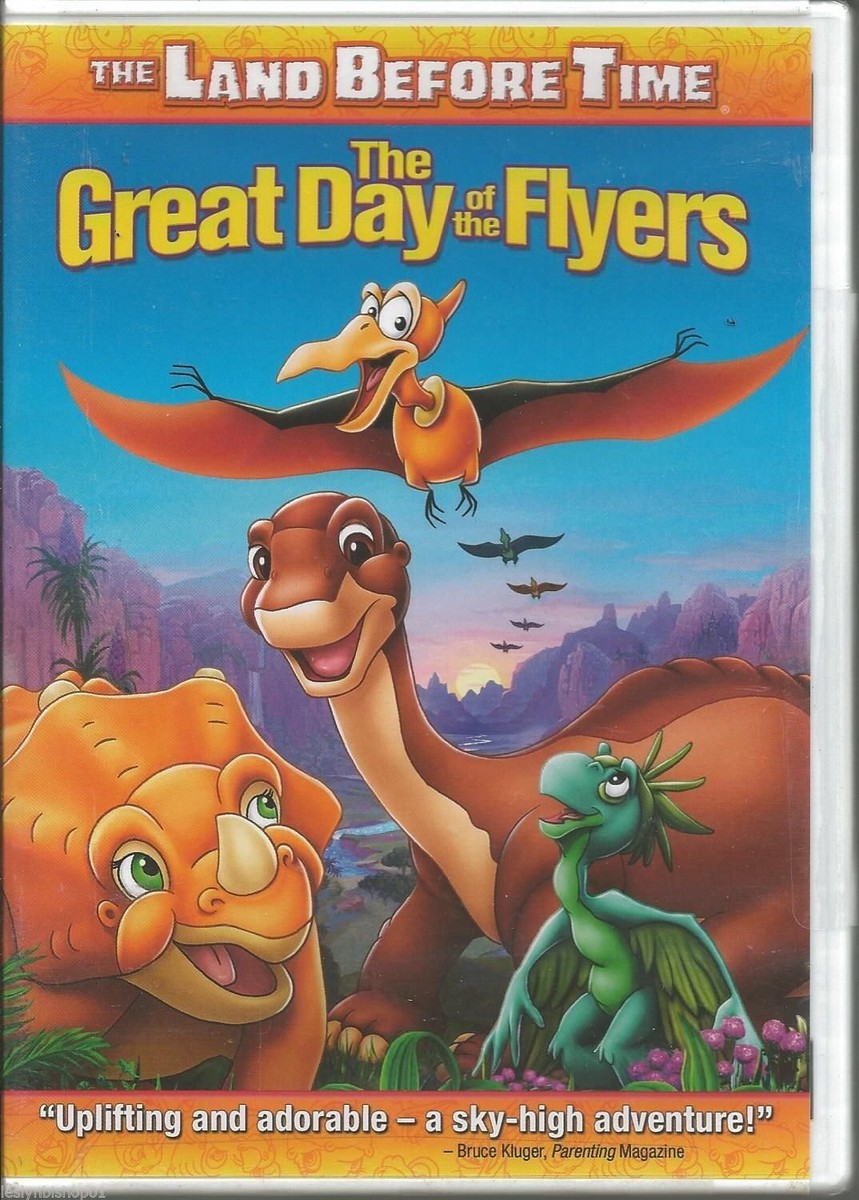 THE LAND BEFORE TIME®
The
Great Day of the Flyers
"Uplifting and adorable – a sky-high adventure!"
– Bruce Kluger, Parenting Magazine
leslynbishop01